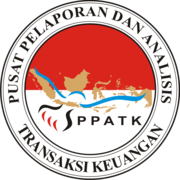 PUSAT PELAPORAN DAN ANALISIS
PPATK
TRANSAKSI KEUANGAN